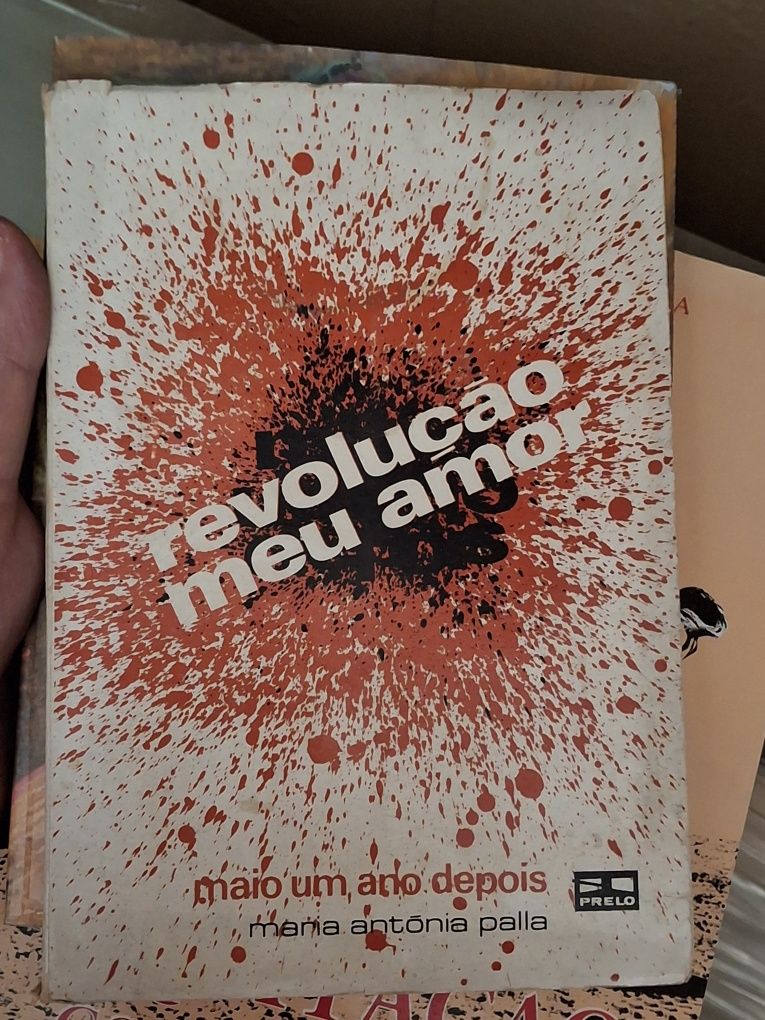 revolução
meu amor
maio um ano depois
maria antónia palla
PRELO